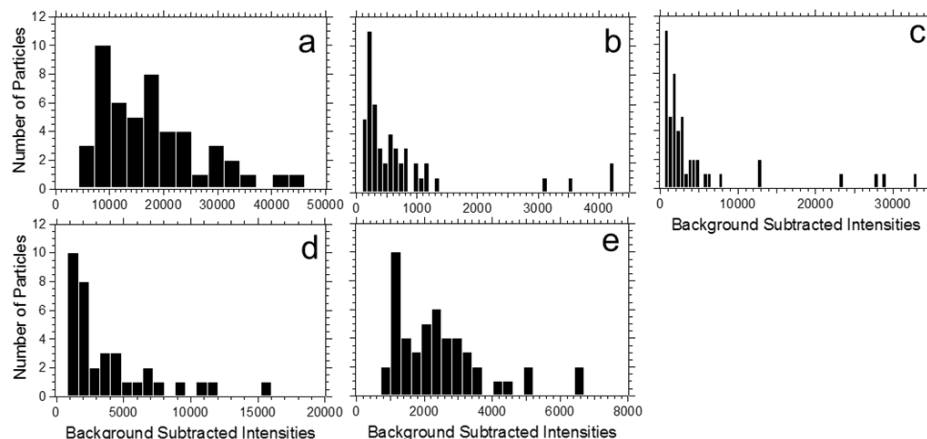 a
b
c
Number of Particles
12
10
8
6
4
2
0
0 10000 20000 30000 40000 50000
0 1000 2000 3000 4000
0 10000 20000 30000
Background Subtracted Intensities
d
e
Number of Particles
12
10
8
6
4
2
0
0 5000 10000 15000 20000
0 2000 4000 6000 8000
Background Subtracted Intensities
Background Subtracted Intensities